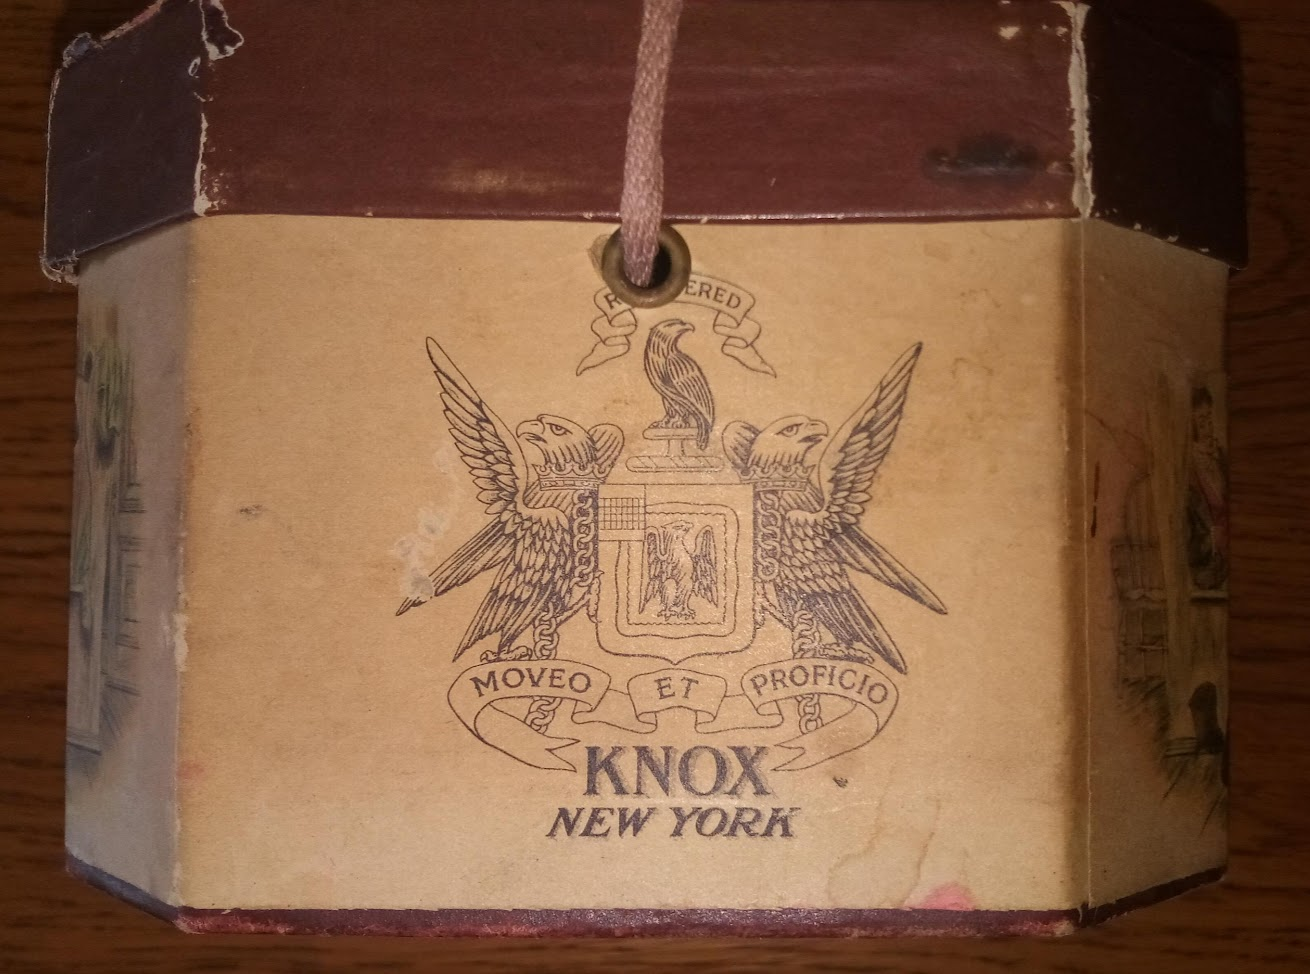 MOVEO ET PROFICIO
KNOX
NEW YORK